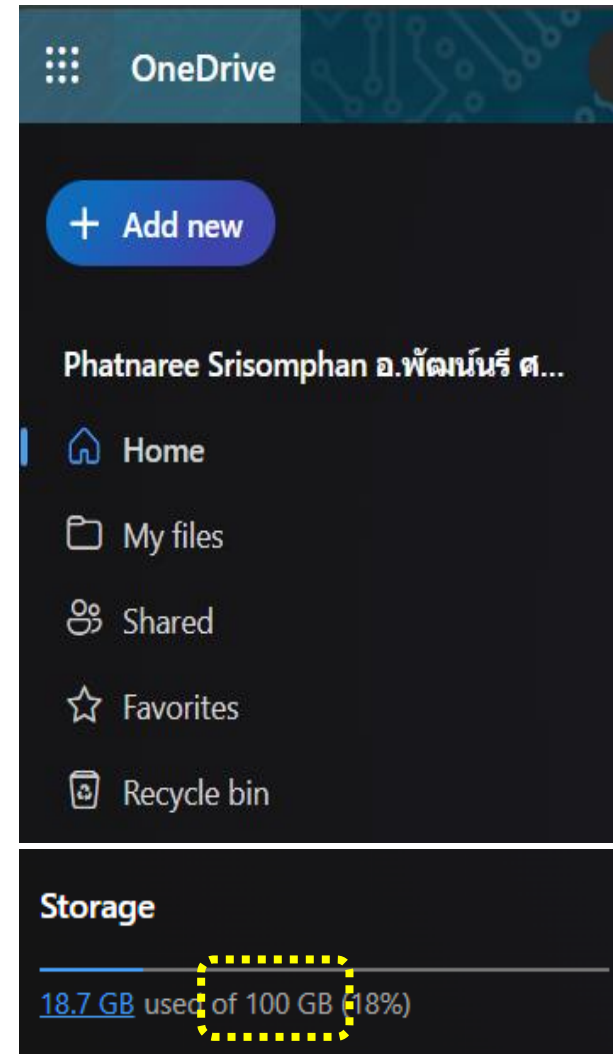 OneDrive
+ Add new
Phatnaree Srisomphan อ.พัฒน์นรี ศ...
Home
My files
Shared
Favorites
Recycle bin
Storage
18.7 GB used of 100 GB (18%)